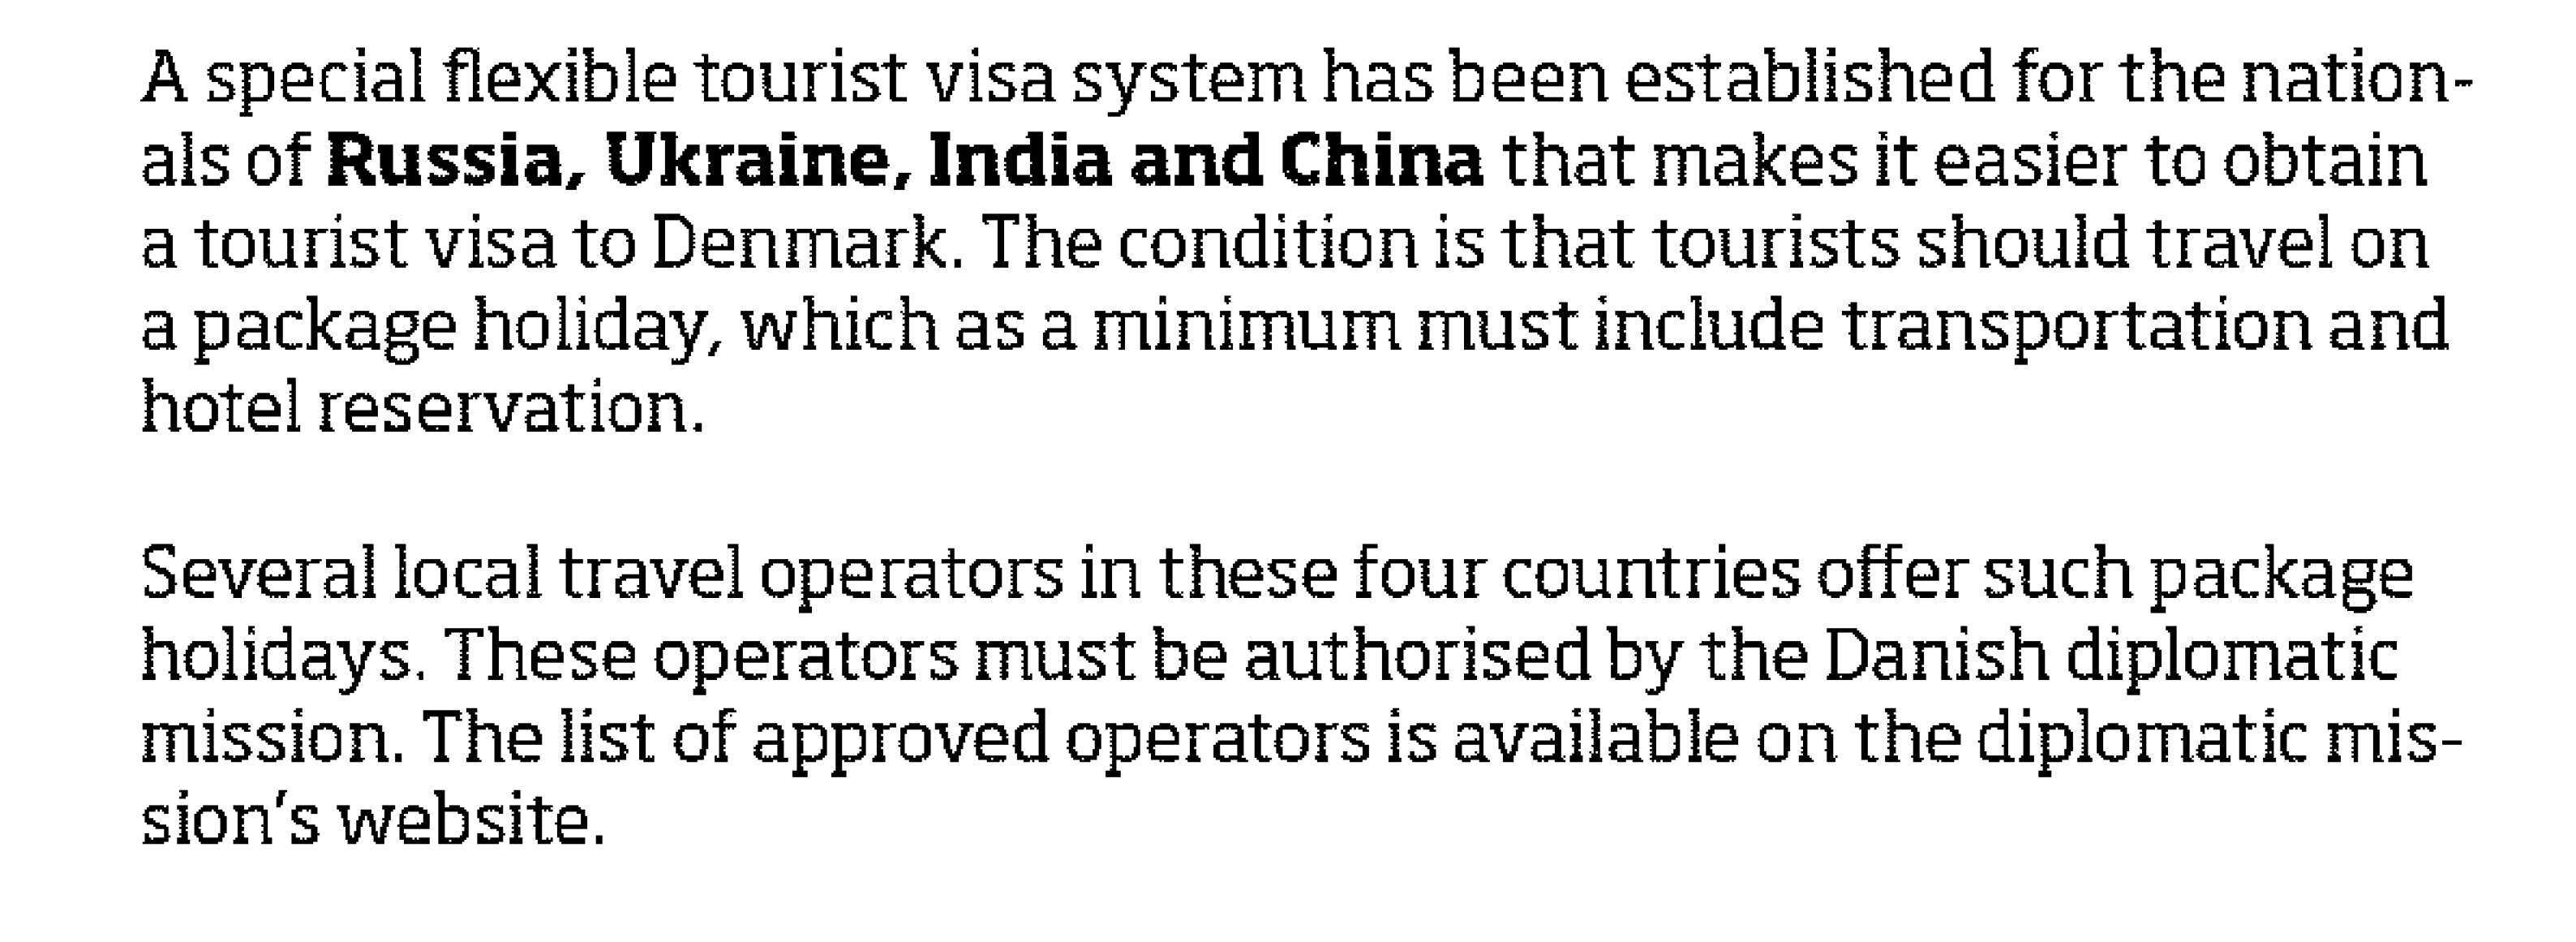 A special flexible tourist visa system has been established for the nation-
als of Russia, Ukraine, India and China that makes it easier to obtain
a tourist visa to Denmark. The condition is that tourists should travel on
a package holiday, which as a minimum must include transportation and
hotel reservation.
Several local travel operators in these four countries offer such package
holidays. These operators must be authorised by the Danish diplomatic
mission. The list of approved operators is available on the diplomatic mis-
sion's website.